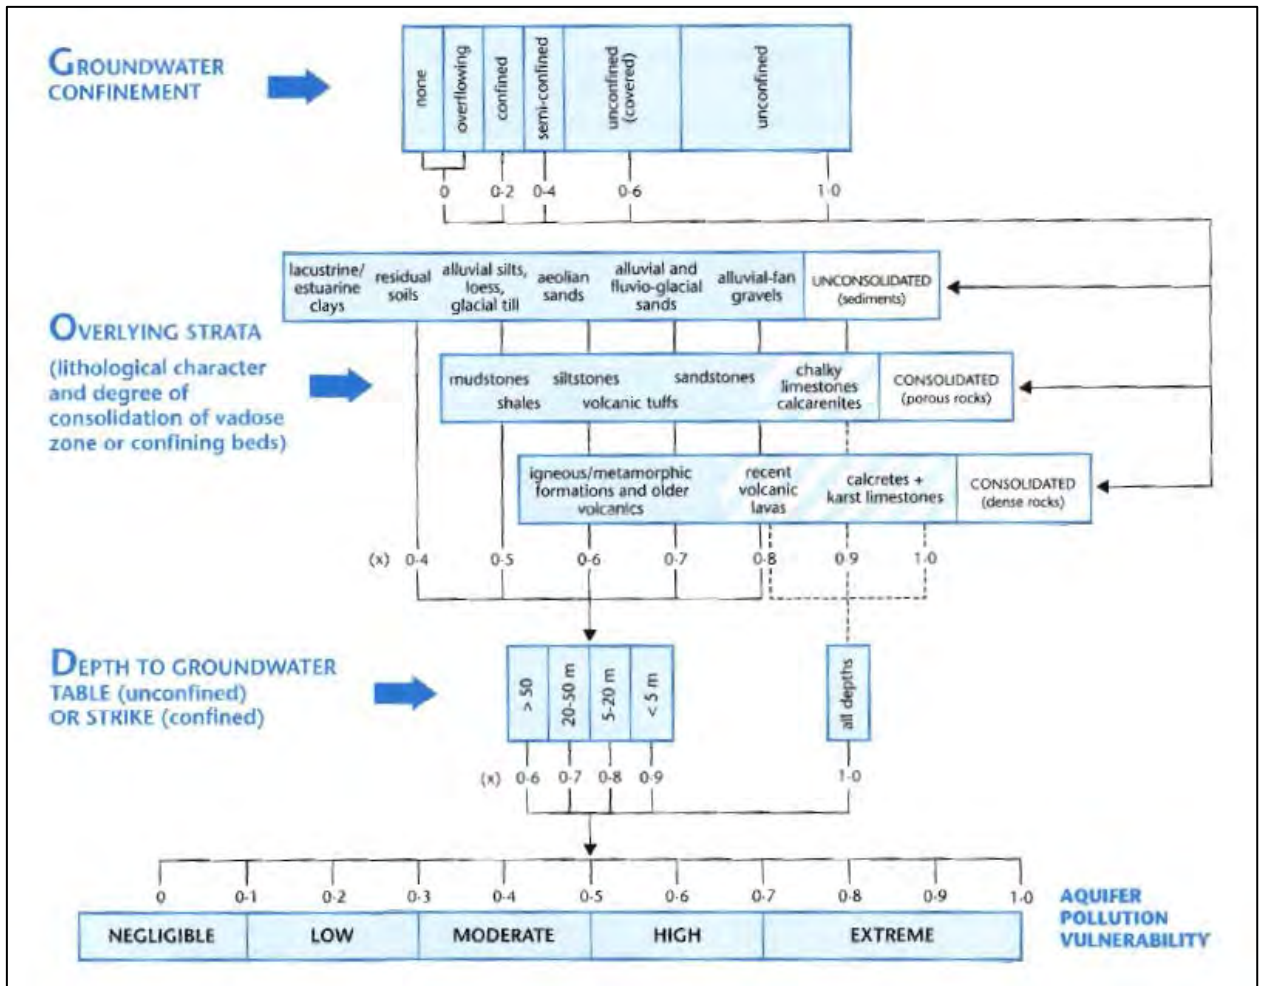 GROUNDWATER
CONFINEMENT
none
overflowing
confined
semi-confined
unconfined
(covered)
unconfined
0 0·2 0·4 0·6 1·0
OVERLYING STRATA
(lithological character
and degree of
consolidation of vadose
zone or confining beds)
lacustrine/
estuarine
clays
residual
soils
alluvial silts,
loess,
glacial till
aeolian
sands
alluvial and
fluvio-glacial
sands
alluvial-fan
gravels
UNCONSOLIDATED
(sediments)
mudstones
shales
siltstones
volcanic tuffs
sandstones
chalky
limestones
calcarenites
CONSOLIDATED
(porous rocks)
igneous/metamorphic
formations and older
volcanics
recent
volcanic
lavas
calcretes +
karst limestones
CONSOLIDATED
(dense rocks)
(x) 0·4 0·5 0·6 0·7 0·8 0·9 1·0
DEPTH TO GROUNDWATER
TABLE (unconfined)
OR STRIKE (confined)
> 50
20-50 m
5-20 m
< 5 m
all depths
(x) 0·6 0·7 0·8 0·9 1·0
0 0·1 0·2 0·3 0·4 0·5 0·6 0·7 0·8 0·9 1·0
NEGLIGIBLE LOW MODERATE HIGH EXTREME
AQUIFER
POLLUTION
VULNERABILITY